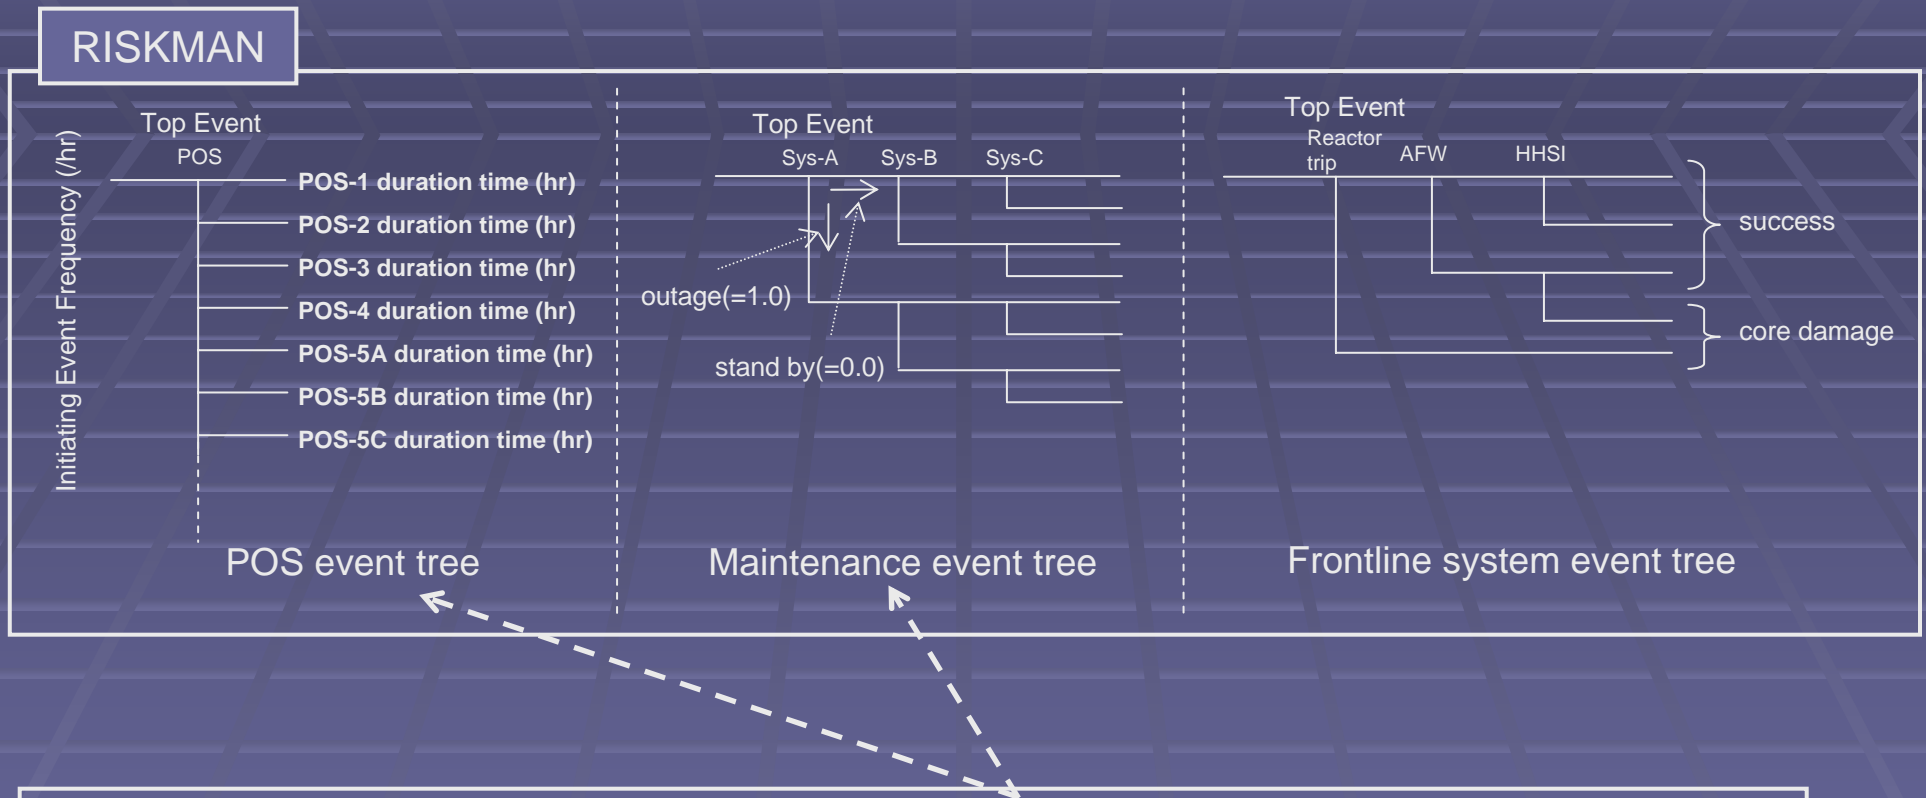 RISKMAN
Initiating Event Frequency (/hr)
Top Event
POS
POS-1 duration time (hr)
POS-2 duration time (hr)
POS-3 duration time (hr)
POS-4 duration time (hr)
POS-5A duration time (hr)
POS-5B duration time (hr)
POS-5C duration time (hr)
POS event tree
Top Event
Sys-A Sys-B Sys-C
outage(=1.0)
stand by(=0.0)
Maintenance event tree
Top Event
Reactor
trip
AFW
HHSI
success
core damage
Frontline system event tree